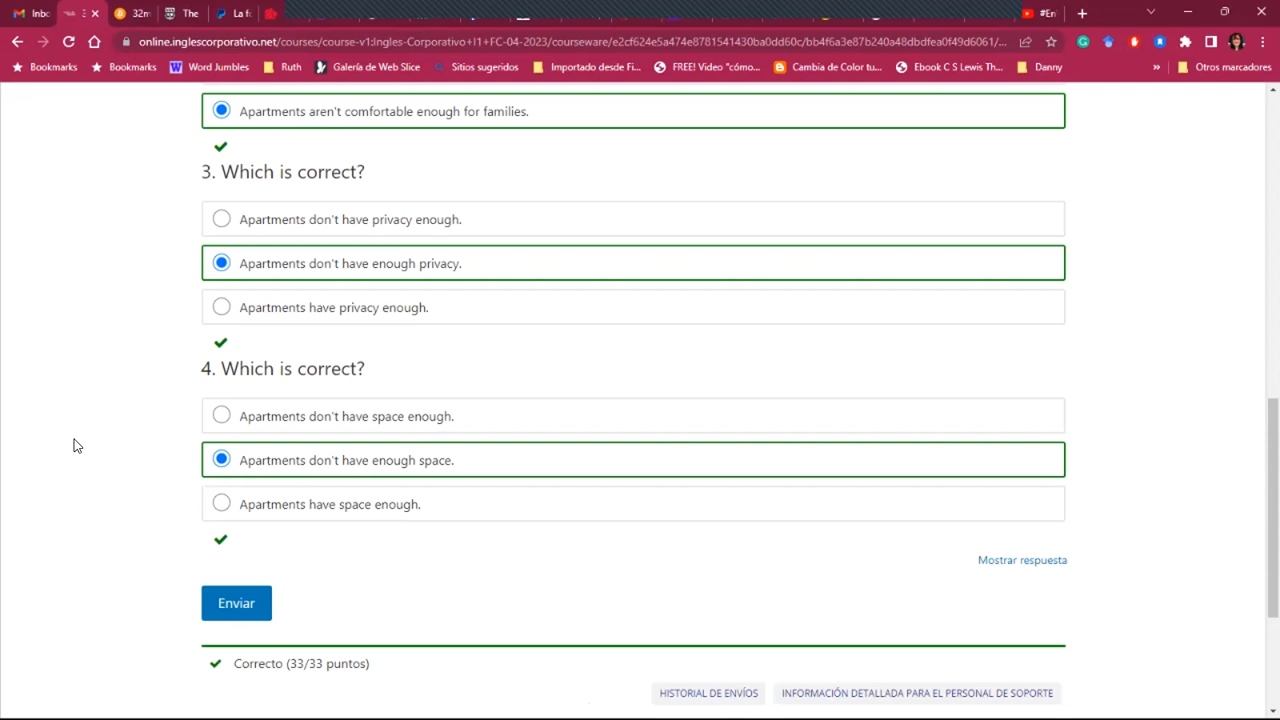 Inbo
32m
The
La f
#En
online.inglescorporativo.net/courses/course-v1:Ingles-Corporativo+I1+FC-04-2023/courseware/e2cf624e5a474e8781541430ba0dd60c/bb4f6a3e87b240a48dbdfea0f49d6061/...
Bookmarks Bookmarks Word Jumbles Ruth Galería de Web Slice Sitios sugeridos Importado desde Fi... FREE! Video "cómo... Cambia de Color tu... Ebook C S Lewis Th... Danny » Otros marcadores
Apartments aren't comfortable enough for families.
3. Which is correct?
Apartments don't have privacy enough.
Apartments don't have enough privacy.
Apartments have privacy enough.
4. Which is correct?
Apartments don't have space enough.
Apartments don't have enough space.
Apartments have space enough.
Mostrar respuesta
Enviar
Correcto (33/33 puntos)
HISTORIAL DE ENVÍOS INFORMACIÓN DETALLADA PARA EL PERSONAL DE SOPORTE